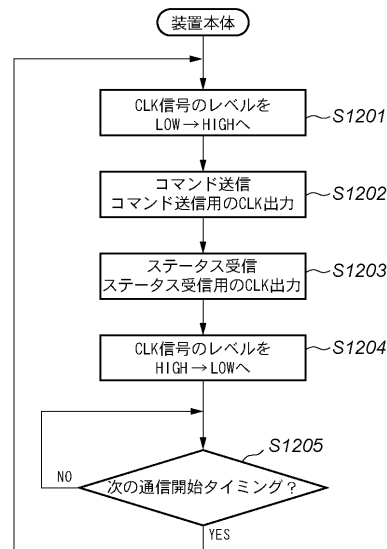 装置本体
CLK信号のレベルを
LOW→HIGHへ
S1201
コマンド送信
コマンド送信用のCLK出力
S1202
ステータス受信
ステータス受信用のCLK出力
S1203
CLK信号のレベルを
HIGH→LOWへ
S1204
S1205
次の通信開始タイミング?
NO
YES